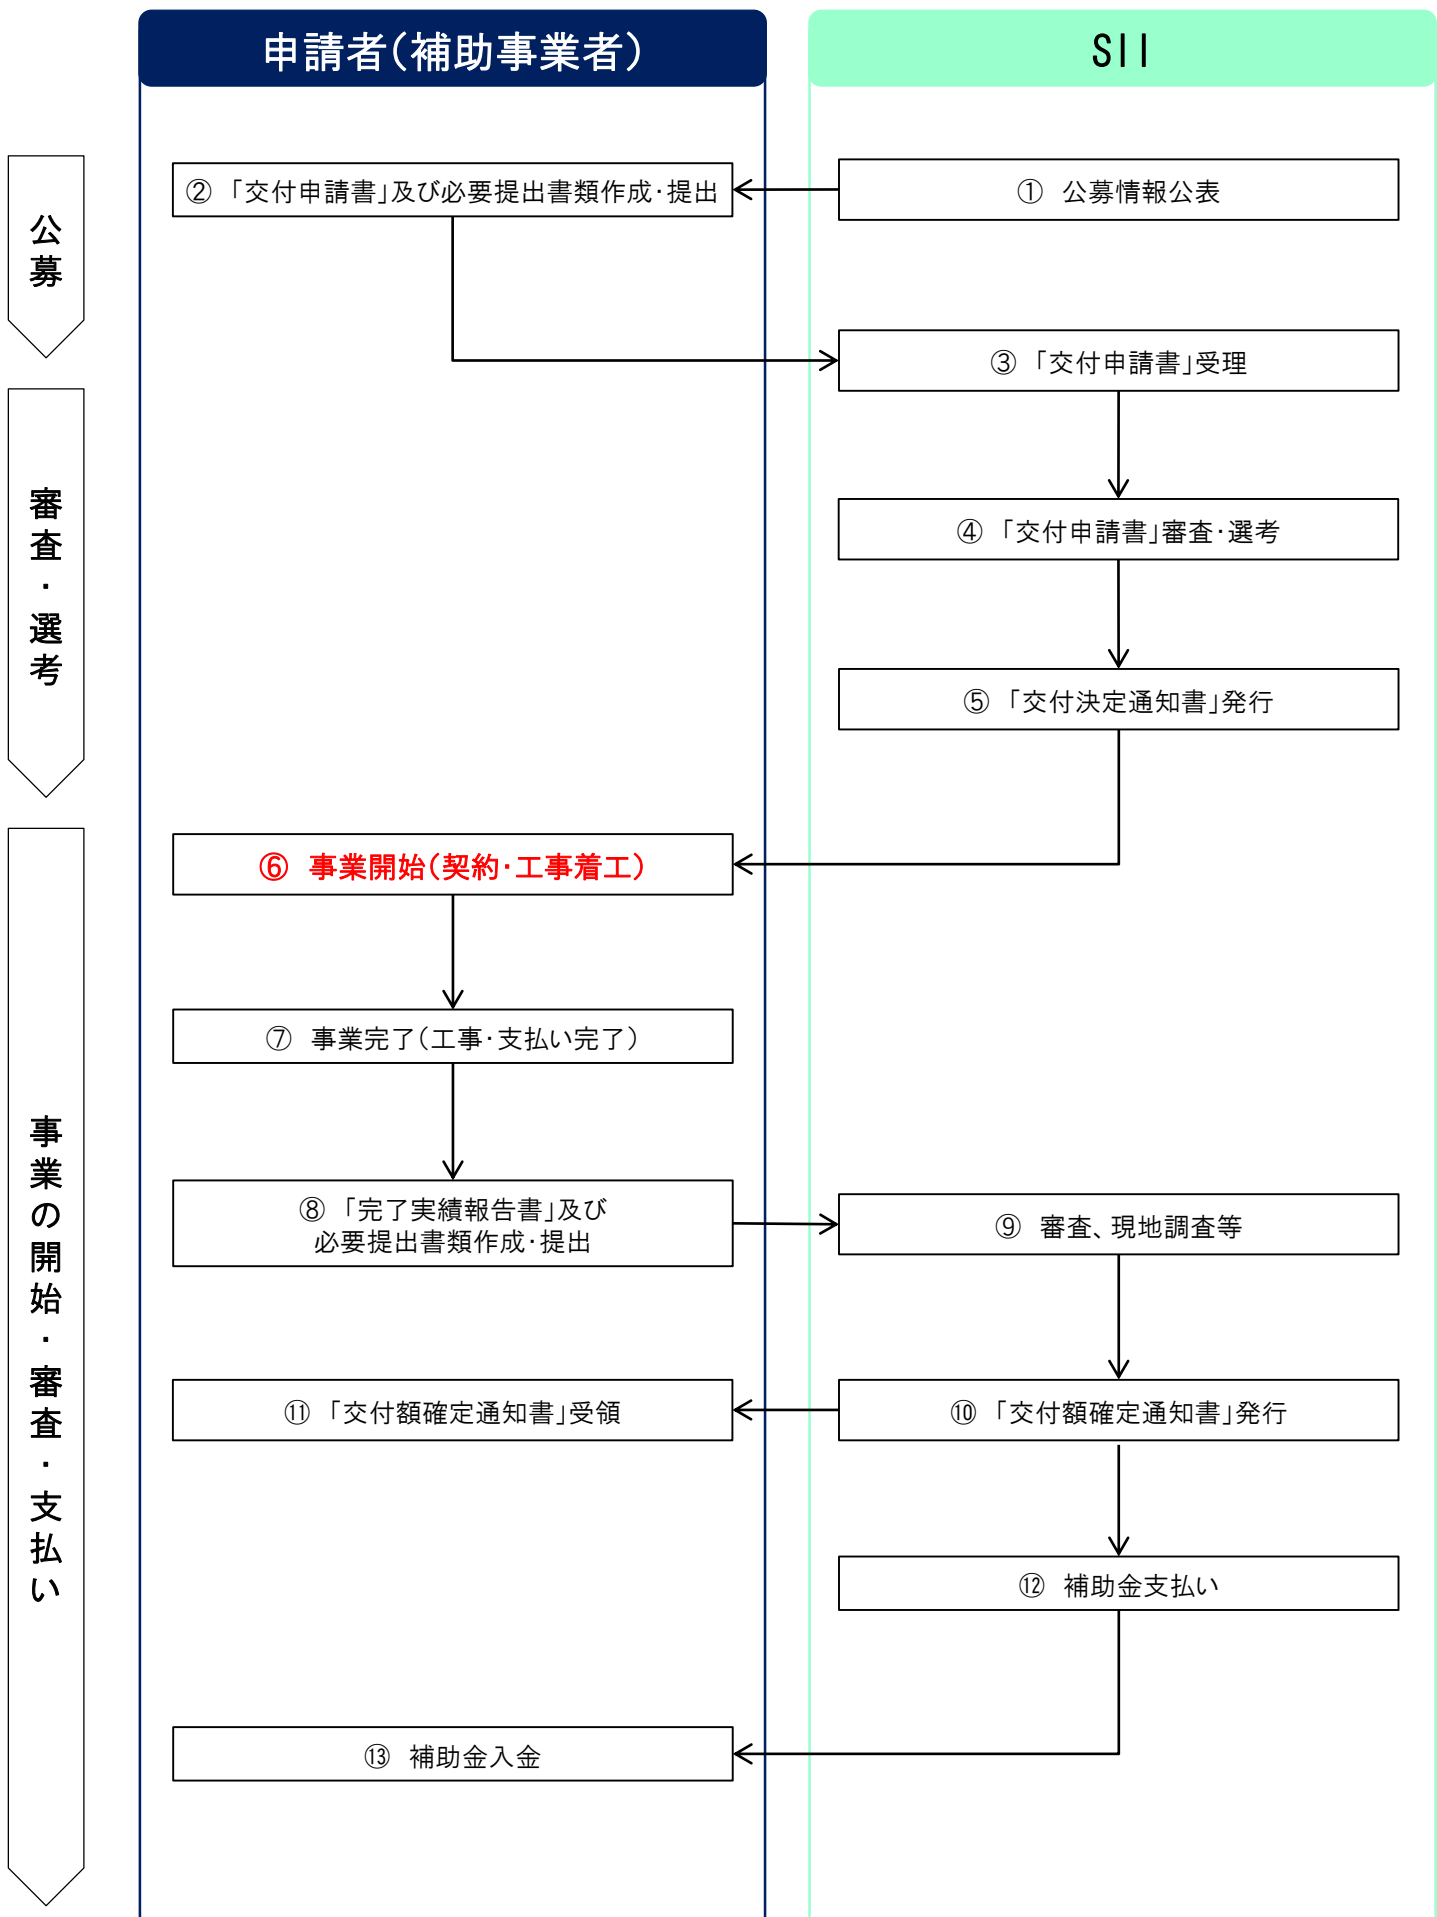 申請者（補助事業者）
SII
公募
① 公募情報公表
② 「交付申請書」及び必要提出書類作成・提出
③ 「交付申請書」受理
審査・選考
④ 「交付申請書」審査・選考
⑤ 「交付決定通知書」発行
事業の開始・審査・支払い
⑥ 事業開始（契約・工事着工）
⑦ 事業完了（工事・支払い完了）
⑧ 「完了実績報告書」及び
必要提出書類作成・提出
⑨ 審査、現地調査等
⑩ 「交付額確定通知書」発行
⑪ 「交付額確定通知書」受領
⑫ 補助金支払い
⑬ 補助金入金